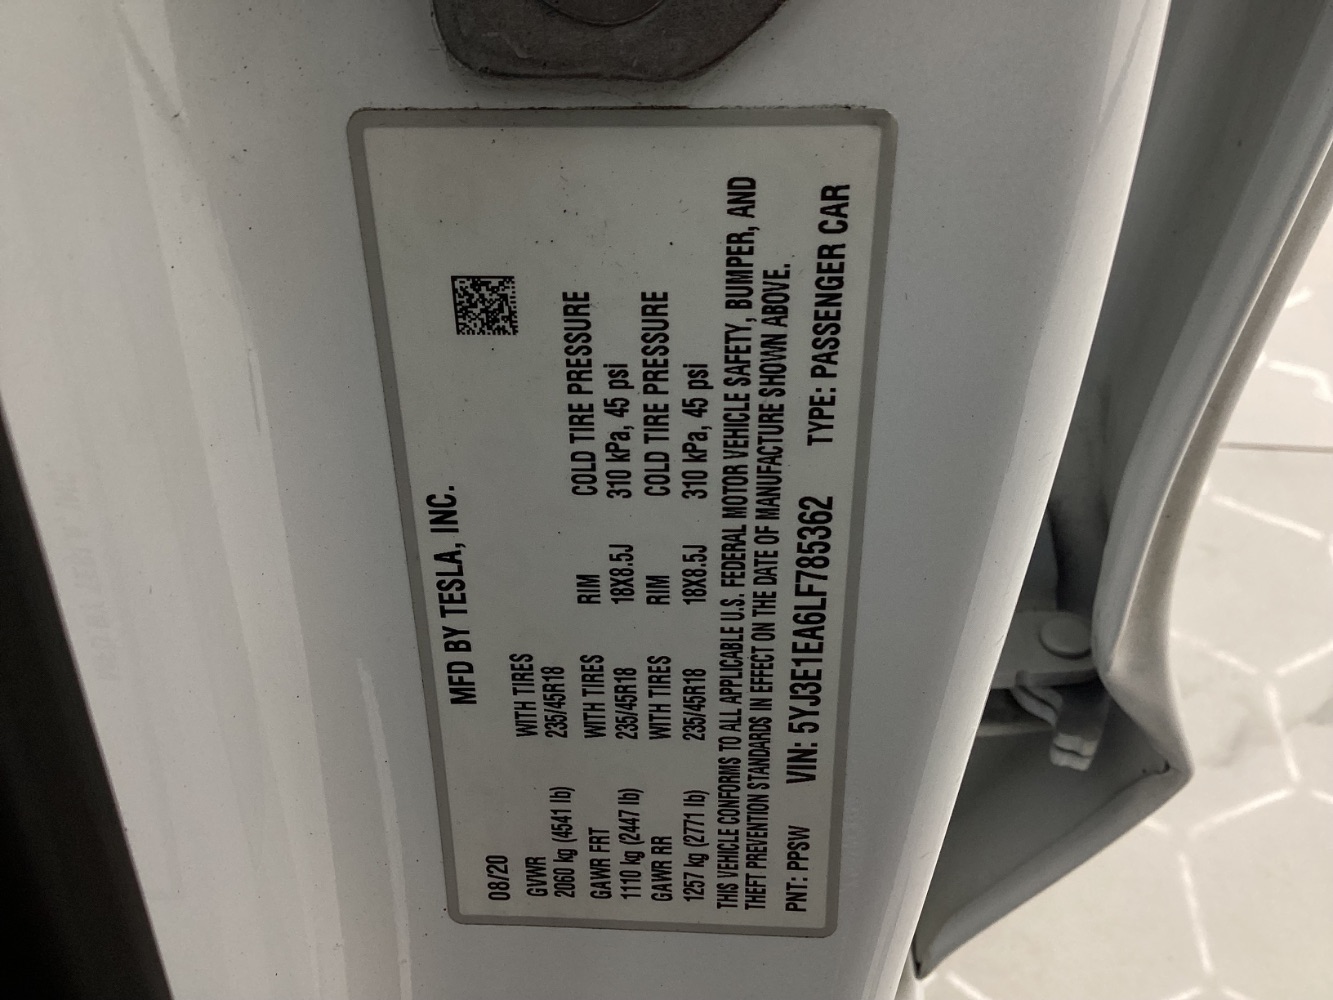 MFD BY TESLA, INC.
08/20
GVWR WITH TIRES
2060 kg (4541 lb) 235/45R18
GAWR FRT WITH TIRES RIM COLD TIRE PRESSURE
1110 kg (2447 lb) 235/45R18 18X8.5J 310 kPa, 45 psi
GAWR RR WITH TIRES RIM COLD TIRE PRESSURE
1257 kg (2771 lb) 235/45R18 18X8.5J 310 kPa, 45 psi
THIS VEHICLE CONFORMS TO ALL APPLICABLE U.S. FEDERAL MOTOR VEHICLE SAFETY, BUMPER, AND
THEFT PREVENTION STANDARDS IN EFFECT ON THE DATE OF MANUFACTURE SHOWN ABOVE.
PNT: PPSW VIN: 5YJ3E1EA6LF785362 TYPE: PASSENGER CAR